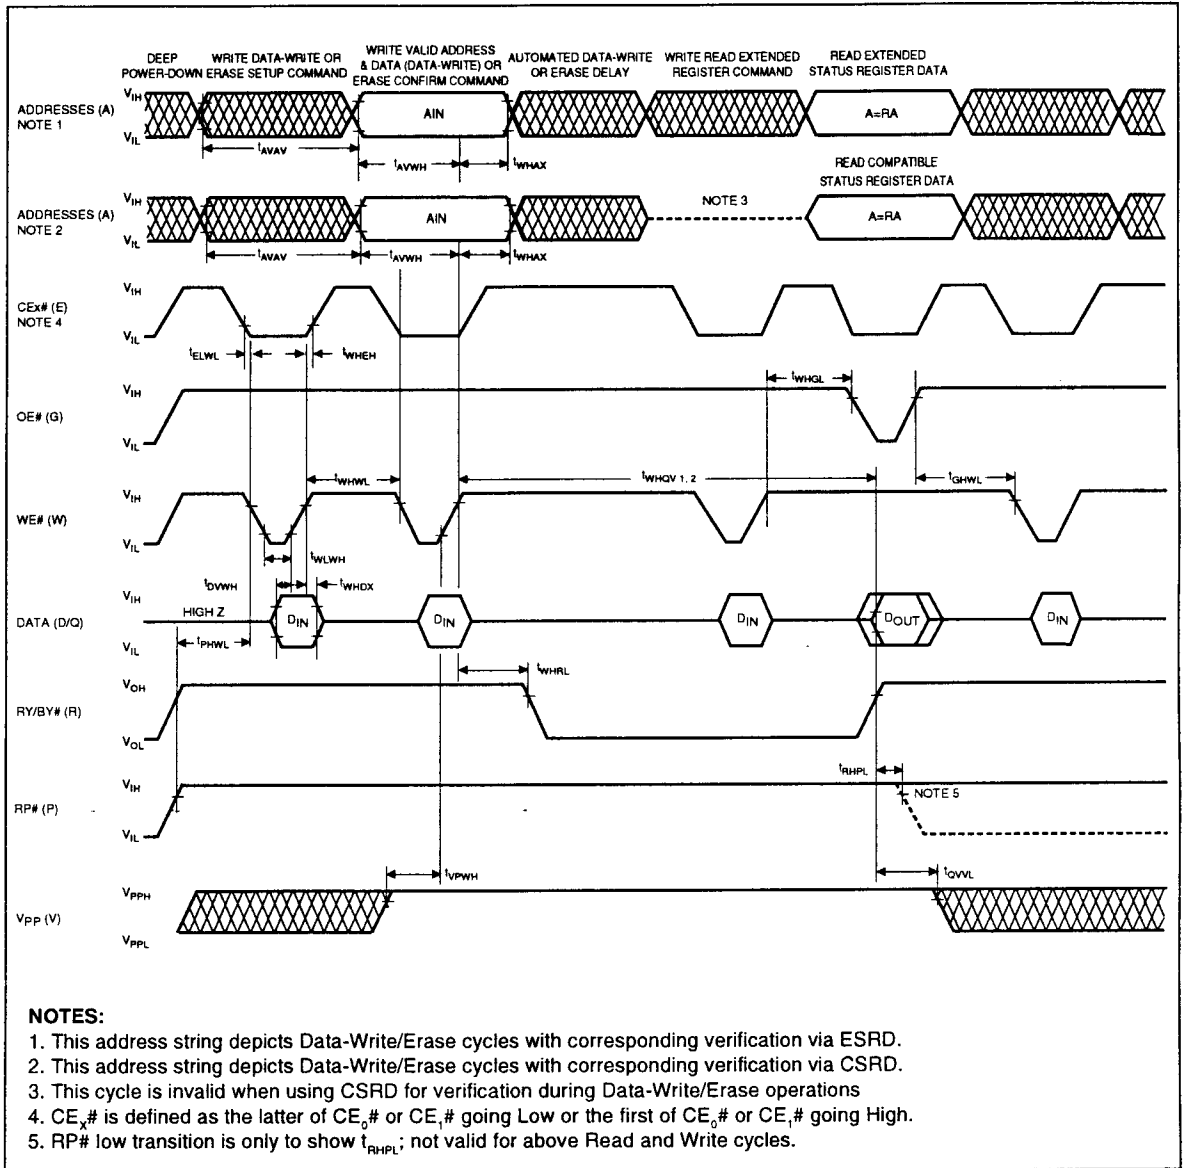 DEEP POWER-DOWN
WRITE DATA-WRITE OR ERASE SETUP COMMAND
WRITE VALID ADDRESS & DATA (DATA-WRITE) OR ERASE CONFIRM COMMAND
AUTOMATED DATA-WRITE OR ERASE DELAY
WRITE READ EXTENDED REGISTER COMMAND
READ EXTENDED STATUS REGISTER DATA
ADDRESSES (A)
NOTE 1
VIH
VIL
AIN
A=RA
tAVAV
tAVWH
tWHAX
READ COMPATIBLE STATUS REGISTER DATA
ADDRESSES (A)
NOTE 2
VIH
VIL
AIN
NOTE 3
A=RA
tAVAV
tAVWH
tWHAX
CEx# (E)
NOTE 4
VIH
VIL
tELWL
tWHEH
OE# (G)
VIH
VIL
tWHGL
tWHWL
tWHQV 1, 2
tGHWL
WE# (W)
VIH
VIL
tWLWH
tDVWH
tWHDX
DATA (D/Q)
VIH
VIL
HIGH Z
DIN
DIN
DIN
DOUT
DIN
tPHWL
tWHRL
RY/BY# (R)
VOH
VOL
tRHPL
RP# (P)
VIH
VIL
NOTE 5
tVPWH
tQVVL
VPP (V)
VPPH
VPPL
NOTES:
1. This address string depicts Data-Write/Erase cycles with corresponding verification via ESRD.
2. This address string depicts Data-Write/Erase cycles with corresponding verification via CSRD.
3. This cycle is invalid when using CSRD for verification during Data-Write/Erase operations
4. CEx# is defined as the latter of CE0# or CE1# going Low or the first of CE0# or CE1# going High.
5. RP# low transition is only to show tRHPL; not valid for above Read and Write cycles.